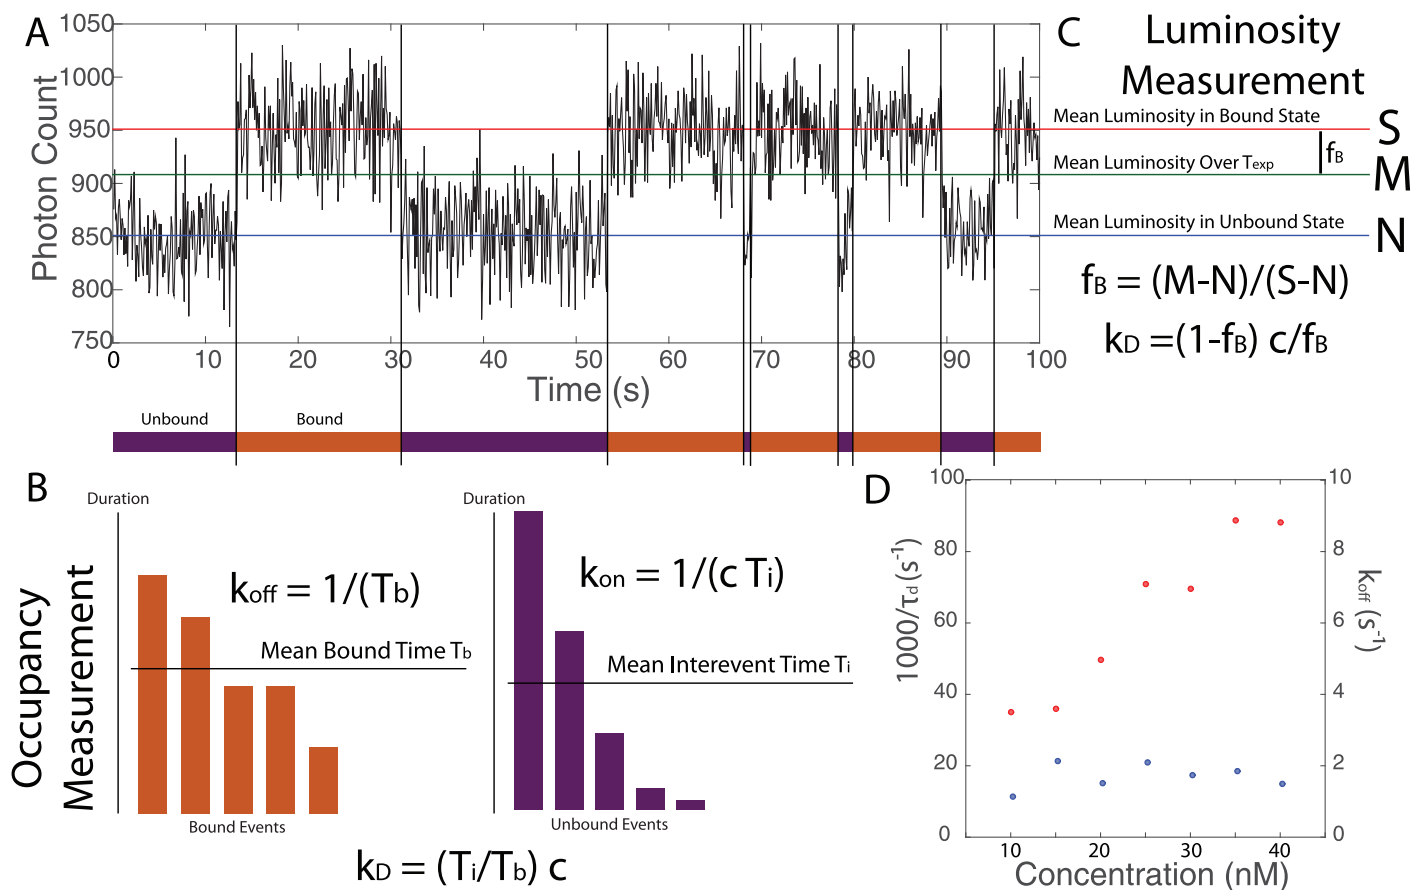 A
1050
1000
950
900
850
800
750
Photon Count
0 10 20 30 40 50 60 70 80 90 100
Time (s)
Unbound Bound
C Luminosity
Measurement
Mean Luminosity in Bound State S
fB
Mean Luminosity Over Texp M
Mean Luminosity in Unbound State N
fB = (M-N)/(S-N)
kD =(1-fB) c/fB
B
Occupancy
Measurement
Duration
koff = 1/(Tb)
Mean Bound Time Tb
Bound Events
Duration
kon = 1/(c Ti)
Mean Interevent Time Ti
Unbound Events
kD = (Ti/Tb) c
D
100
80
60
40
20
0
1000/τd (s-1)
10
8
6
4
2
0
koff (s-1)
10 20 30 40
Concentration (nM)